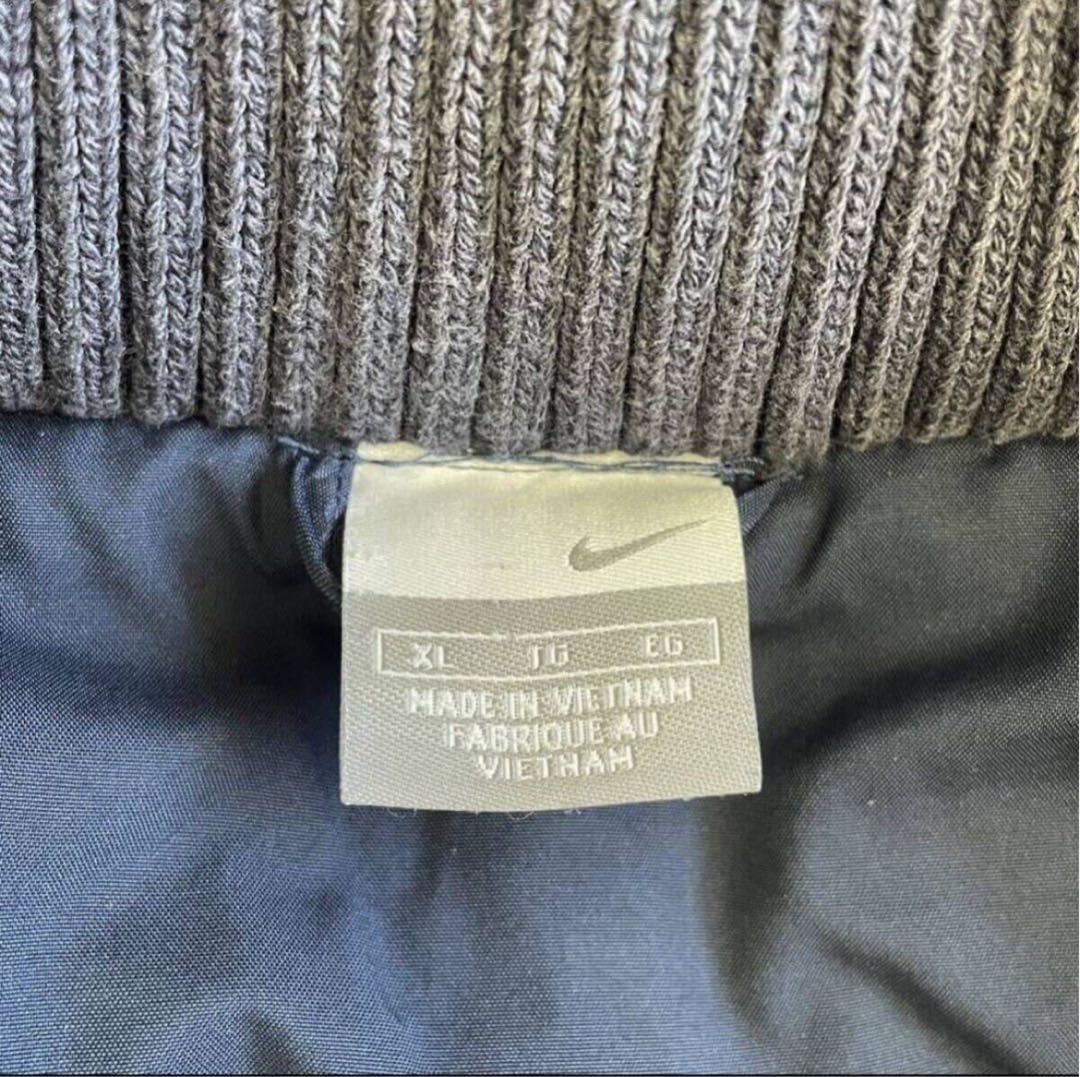 XL TG EG
MADE IN VIETNAM
FABRIQUE AU
VIETNAM